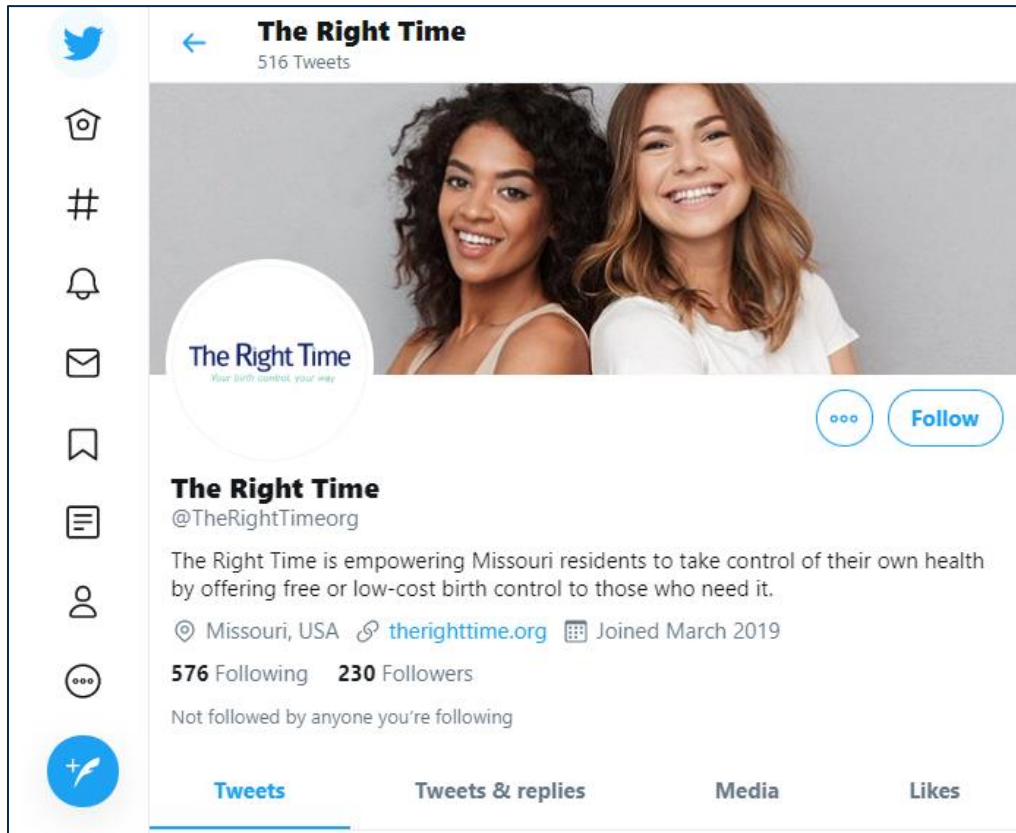 The Right Time
516 Tweets
The Right Time
Your birth control, your way
Follow
The Right Time
@TheRightTimeorg
The Right Time is empowering Missouri residents to take control of their own health
by offering free or low-cost birth control to those who need it.
Missouri, USA therighttime.org Joined March 2019
576 Following 230 Followers
Not followed by anyone you're following
Tweets Tweets & replies Media Likes